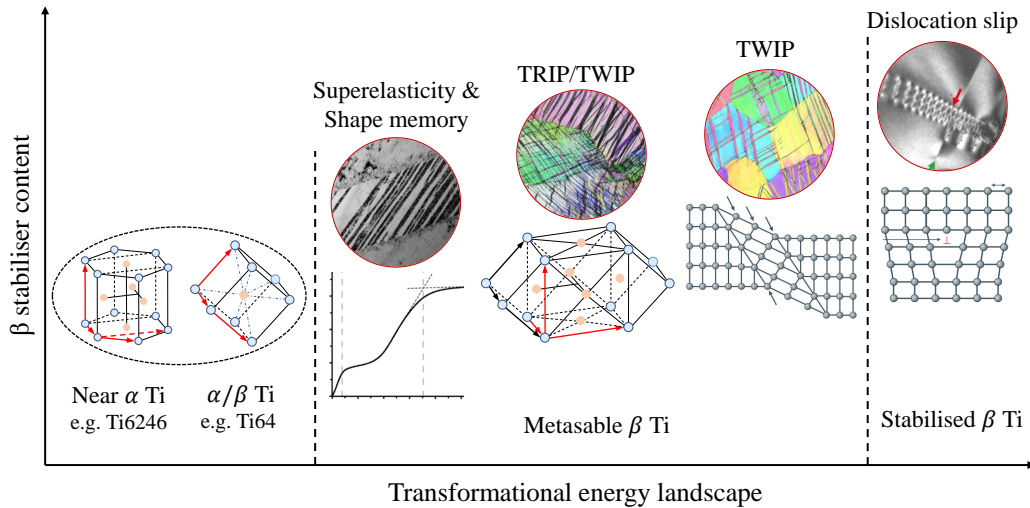 Dislocation slip
TWIP
TRIP/TWIP
Superelasticity &
Shape memory
β stabiliser content
Near α Ti
e.g. Ti6246
α/β Ti
e.g. Ti64
Metasable β Ti
Stabilised β Ti
Transformational energy landscape